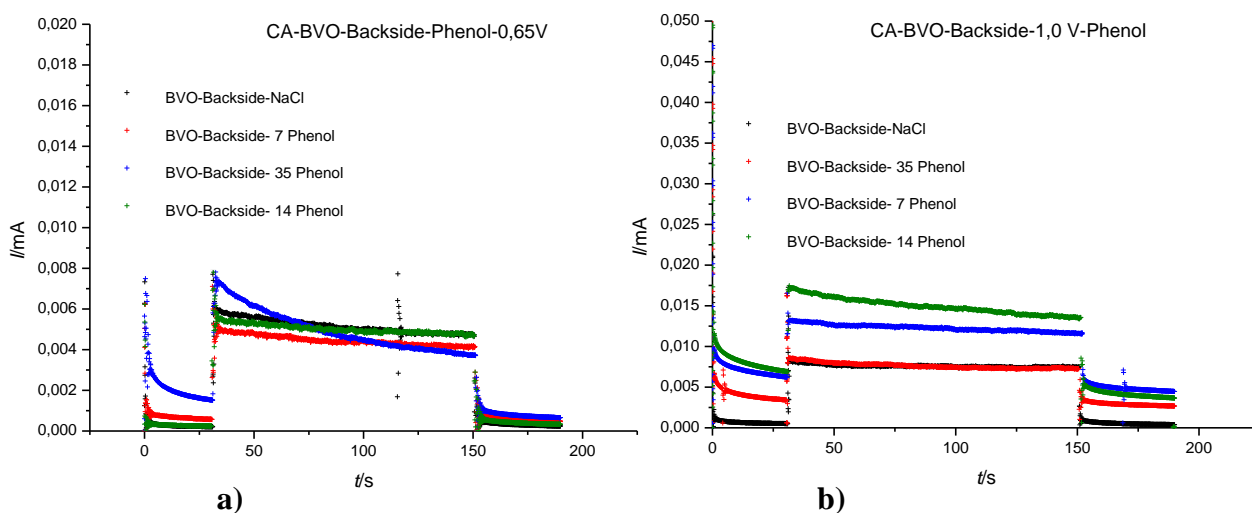 CA-BVO-Backside-Phenol-0,65V
BVO-Backside-NaCl
BVO-Backside- 7 Phenol
BVO-Backside- 35 Phenol
BVO-Backside- 14 Phenol
I/mA
0,020
0,018
0,016
0,014
0,012
0,010
0,008
0,006
0,004
0,002
0,000
0 50 100 150 200
t/s
a)
CA-BVO-Backside-1,0 V-Phenol
BVO-Backside-NaCl
BVO-Backside- 35 Phenol
BVO-Backside- 7 Phenol
BVO-Backside- 14 Phenol
I/mA
0,050
0,045
0,040
0,035
0,030
0,025
0,020
0,015
0,010
0,005
0,000
0 50 100 150 200
t/s
b)